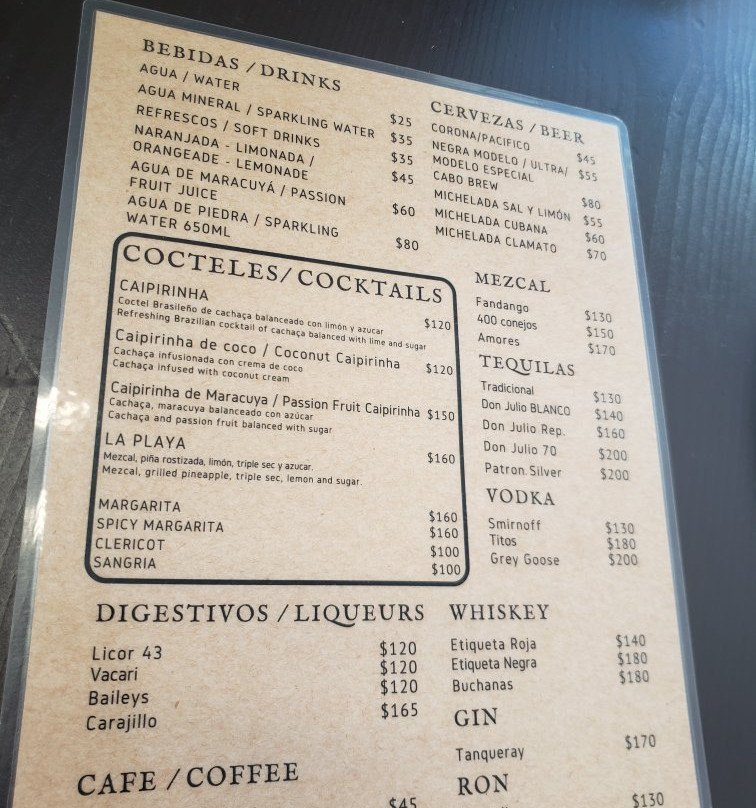 BEBIDAS / DRINKS
AGUA / WATER $25
AGUA MINERAL / SPARKLING WATER $35
REFRESCOS / SOFT DRINKS $35
NARANJADA - LIMONADA /
ORANGEADE - LEMONADE $45
AGUA DE MARACUYÁ / PASSION
FRUIT JUICE $60
AGUA DE PIEDRA / SPARKLING
WATER 650ML $80
COCTELES/COCKTAILS
CAIPIRINHA $120
Coctel Brasileño de cachaça balanceado con limón y azucar
Refreshing Brazilian cocktail of cachaça balanced with lime and sugar
Caipirinha de coco / Coconut Caipirinha $120
Cachaça infusionada con crema de coco
Cachaça infused with coconut cream
Caipirinha de Maracuya / Passion Fruit Caipirinha $150
Cachaça, maracuya balanceado con azúcar
Cachaça and passion fruit balanced with sugar
LA PLAYA $160
Mezcal, piña rostizada, limón, triple sec y azucar.
Mezcal, grilled pineapple, triple sec, lemon and sugar.
MARGARITA $160
SPICY MARGARITA $160
CLERICOT $100
SANGRIA $100
DIGESTIVOS / LIQUEURS
Licor 43 $120
Vacari $120
Baileys $120
Carajillo $165
CAFE / COFFEE
$45
CERVEZAS / BEER
CORONA/PACIFICO $45
NEGRA MODELO / ULTRA/ $55
MODELO ESPECIAL
CABO BREW $80
MICHELADA SAL Y LIMÓN $55
MICHELADA CUBANA $60
MICHELADA CLAMATO $70
MEZCAL
Fandango $130
400 conejos $150
Amores $170
TEQUILAS
Tradicional $130
Don Julio BLANCO $140
Don Julio Rep. $160
Don Julio 70 $200
Patron Silver $200
VODKA
Smirnoff $130
Titos $180
Grey Goose $200
WHISKEY
Etiqueta Roja $140
Etiqueta Negra $180
Buchanas $180
GIN
Tanqueray $170
RON
$130